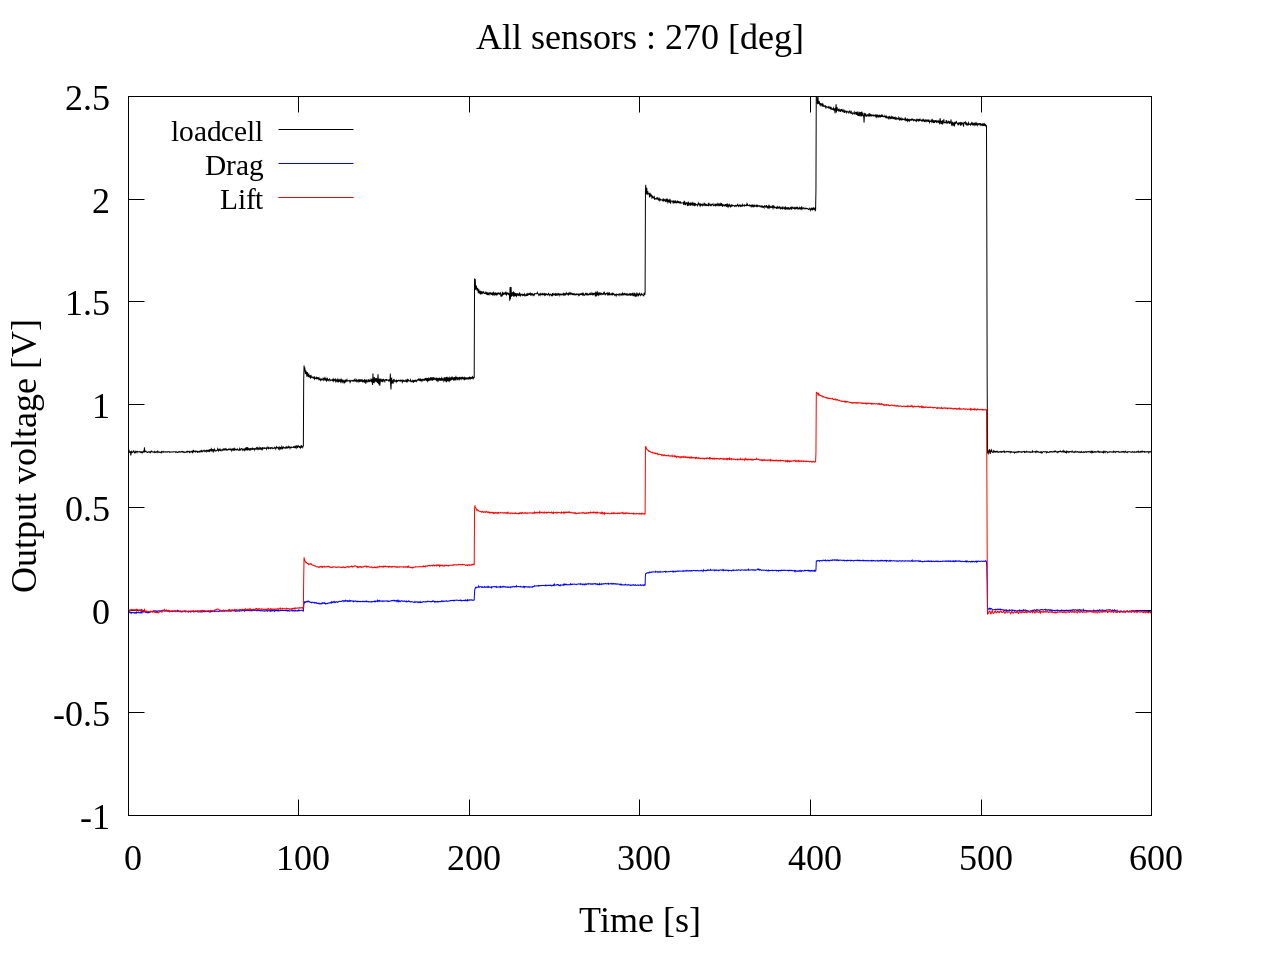 All sensors : 270 [deg]
2.5
2
1.5
1
0.5
0
-0.5
-1
loadcell
Drag
Lift
Output voltage [V]
0 100 200 300 400 500 600
Time [s]